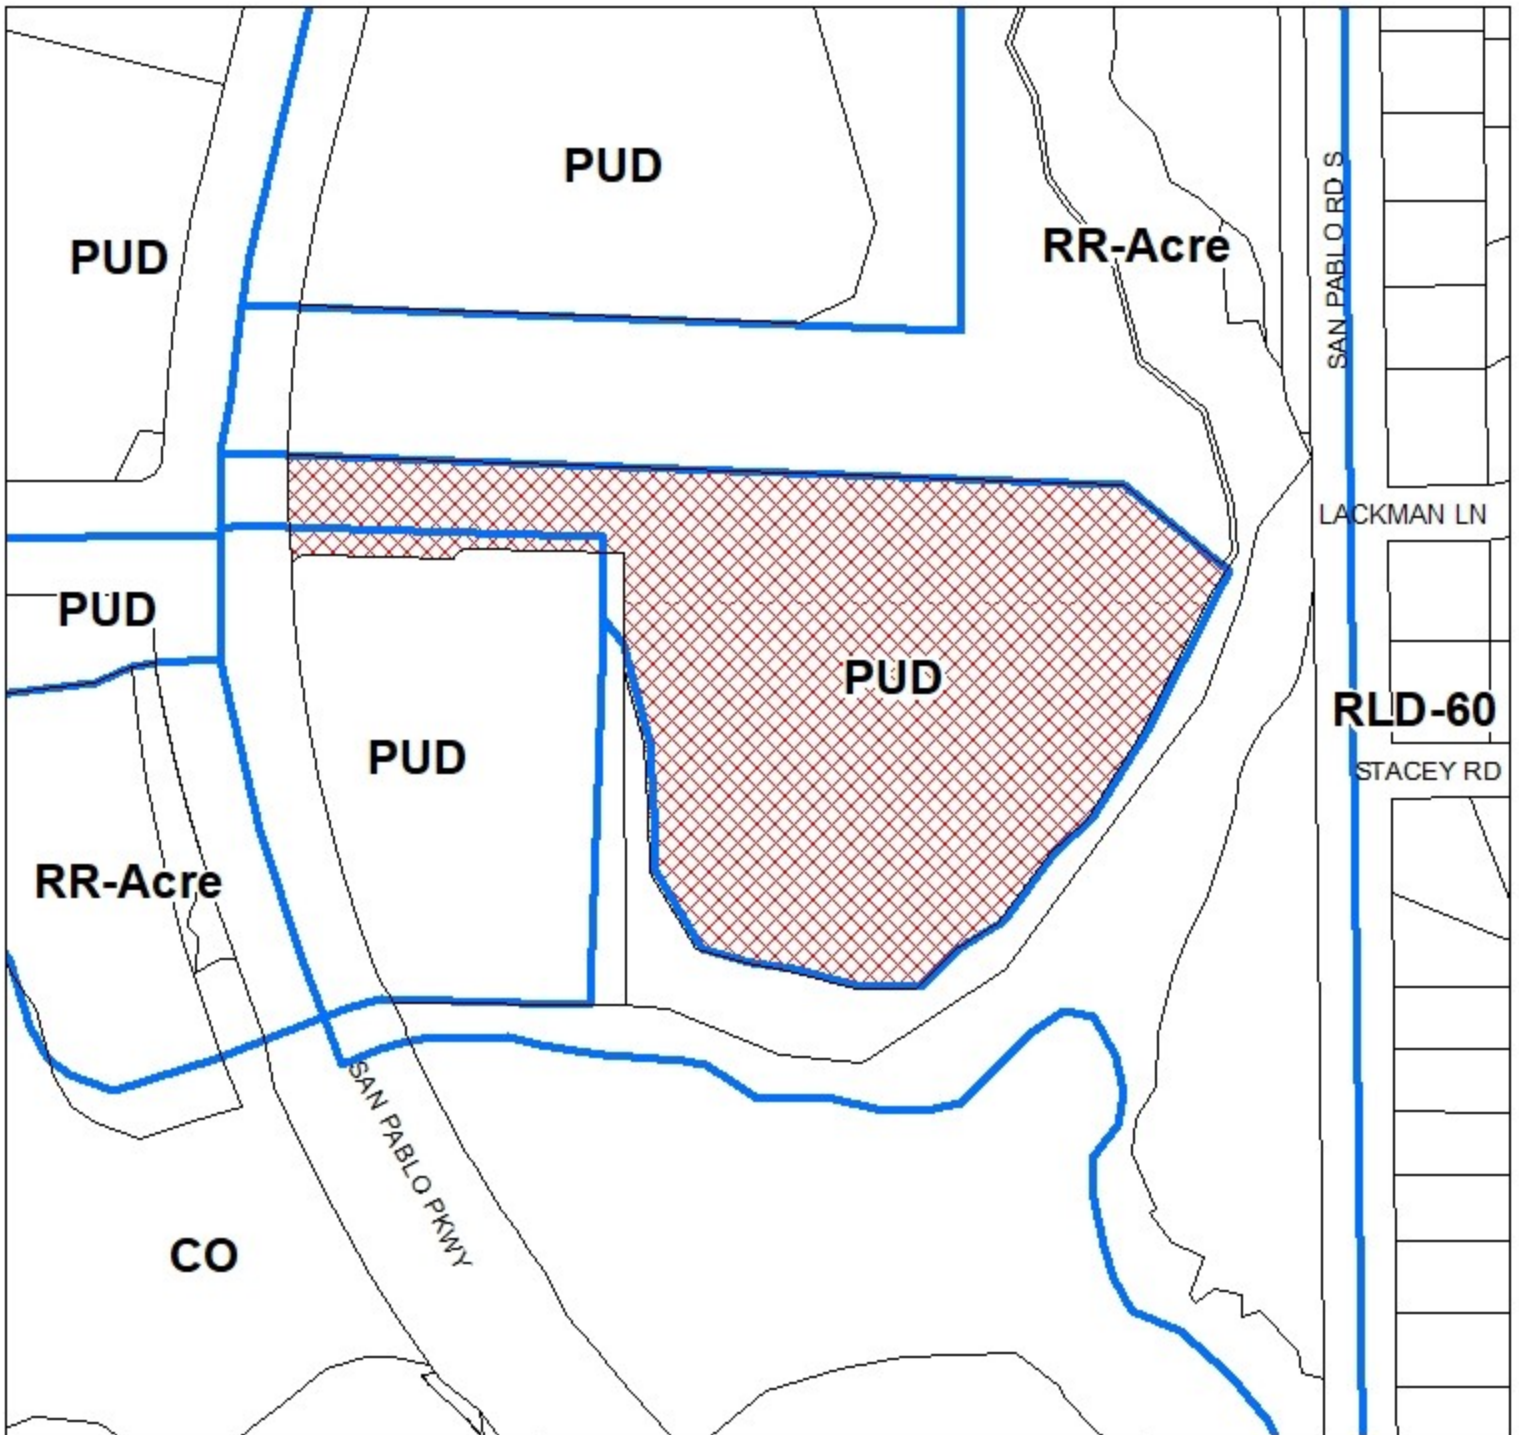 PUD
PUD
RR-Acre
SAN PABLO RD S
LACKMAN LN
PUD
PUD
RLD-60
PUD
STACEY RD
RR-Acre
SAN PABLO PKWY
CO